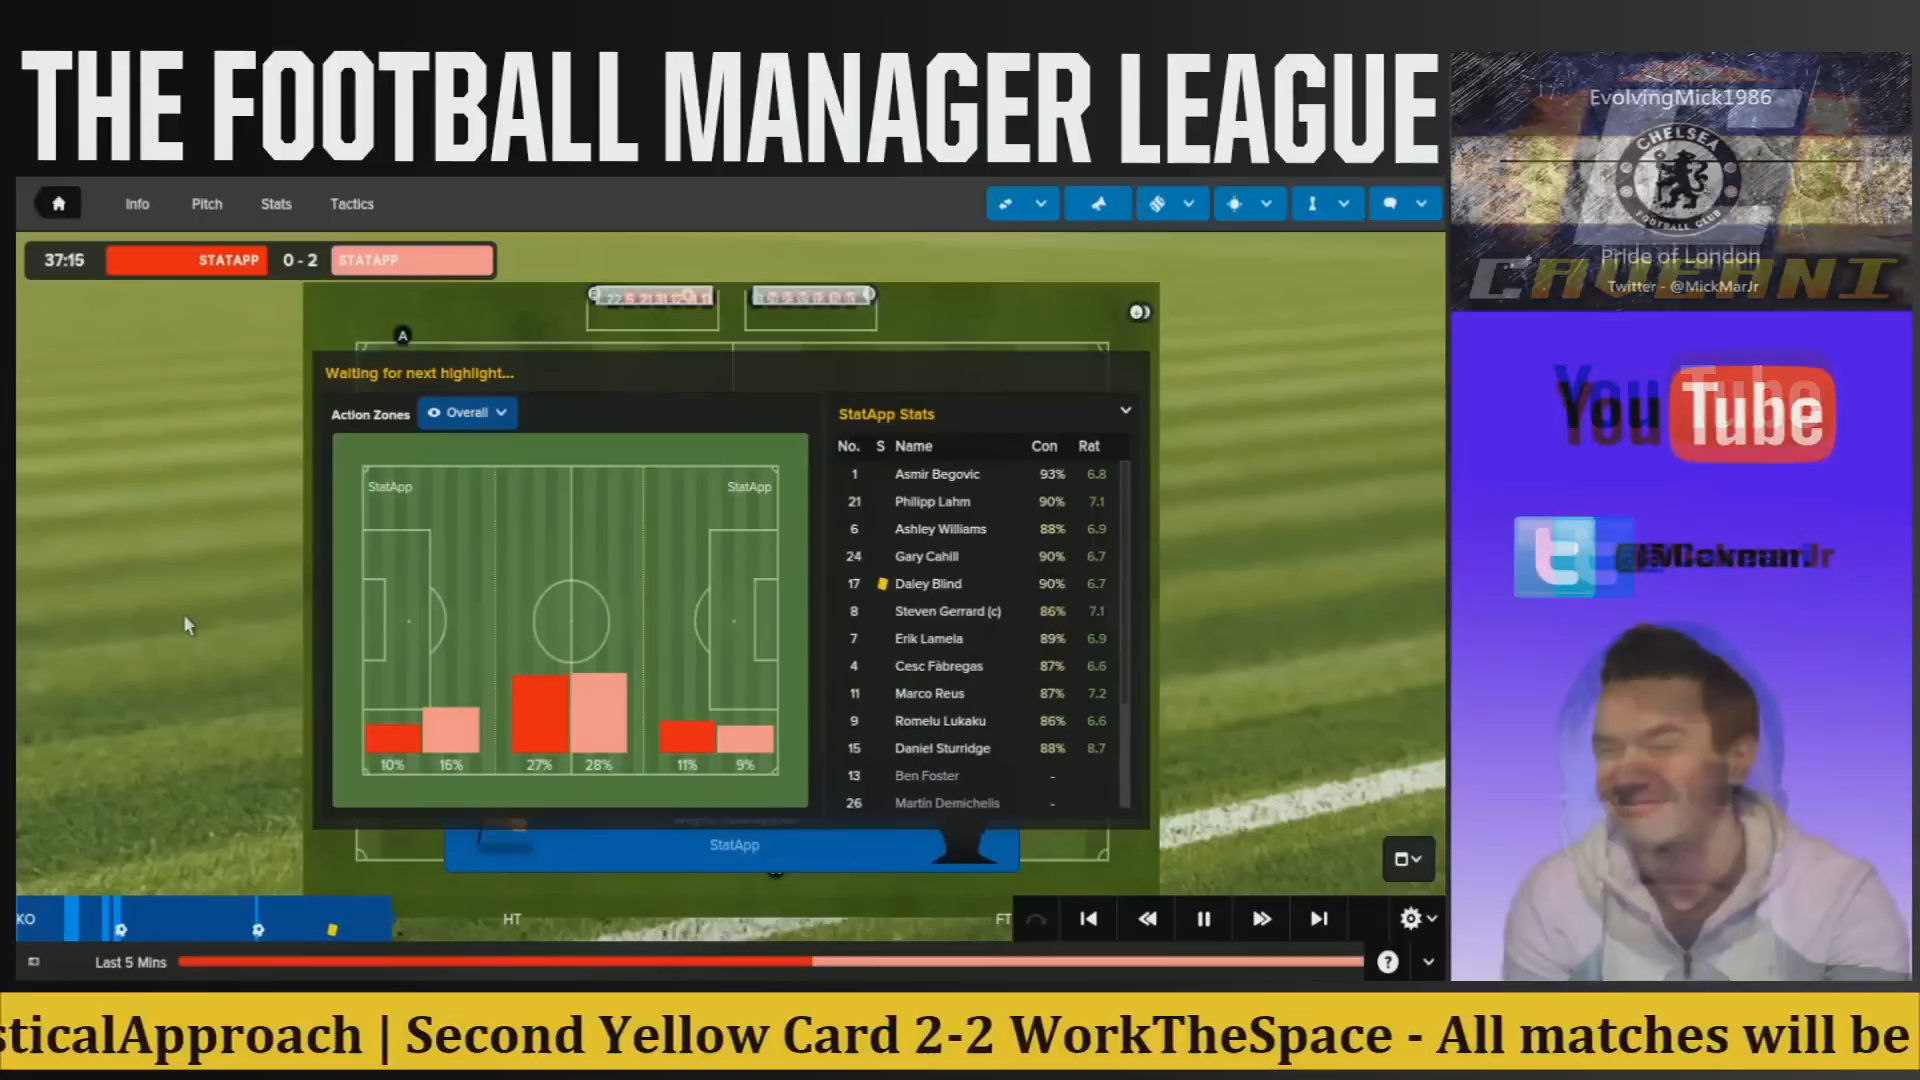 THE FOOTBALL MANAGER LEAGUE
EvolvingMick1986
CHELSEA
FOOTBALL CLUB
Pride of London
CAVEANI
Twitter - @MickMarJr
Info Pitch Stats Tactics
37:15 STATAPP 0 - 2 STATAPP
A
Waiting for next highlight...
Action Zones Overall
StatApp StatApp
10% 16% 27% 28% 11% 9%
StatApp Stats
No. S Name Con Rat
1 Asmir Begovic 93% 6.8
21 Philipp Lahm 90% 7.1
6 Ashley Williams 88% 6.9
24 Gary Cahill 90% 6.7
17 Daley Blind 90% 6.7
8 Steven Gerrard (c) 86% 7.1
7 Erik Lamela 89% 6.9
4 Cesc Fàbregas 87% 6.6
11 Marco Reus 87% 7.2
9 Romelu Lukaku 86% 6.6
15 Daniel Sturridge 88% 8.7
13 Ben Foster -
26 Martín Demichelis -
StatApp
You Tube
KO HT FT
Last 5 Mins
?
sticalApproach | Second Yellow Card 2-2 WorkTheSpace - All matches will be